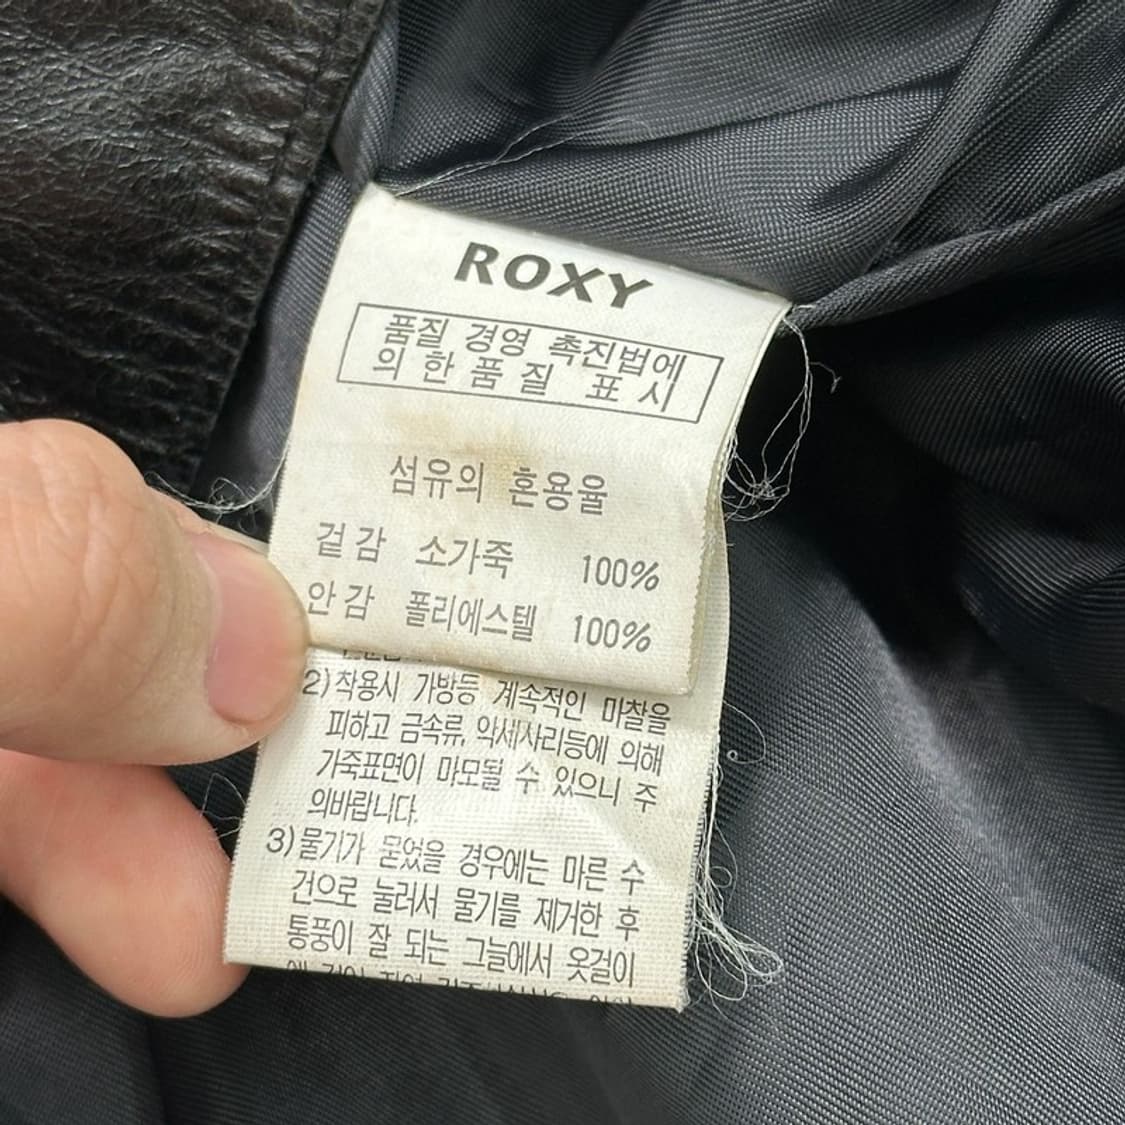 ROXY
품질 경영 촉진법에
의한품질 표시
섬유의 혼용율
겉감 소가죽 100%
안감 폴리에스텔 100%
2)착용시 가방등 계속적인 마찰을
피하고 금속류, 악세사리등에 의해
가죽표면이 마모될 수 있으니 주
의바랍니다.
3)물기가 묻었을 경우에는 마른 수
건으로 눌러서 물기를 제거한 후
통풍이 잘 되는 그늘에서 옷걸이